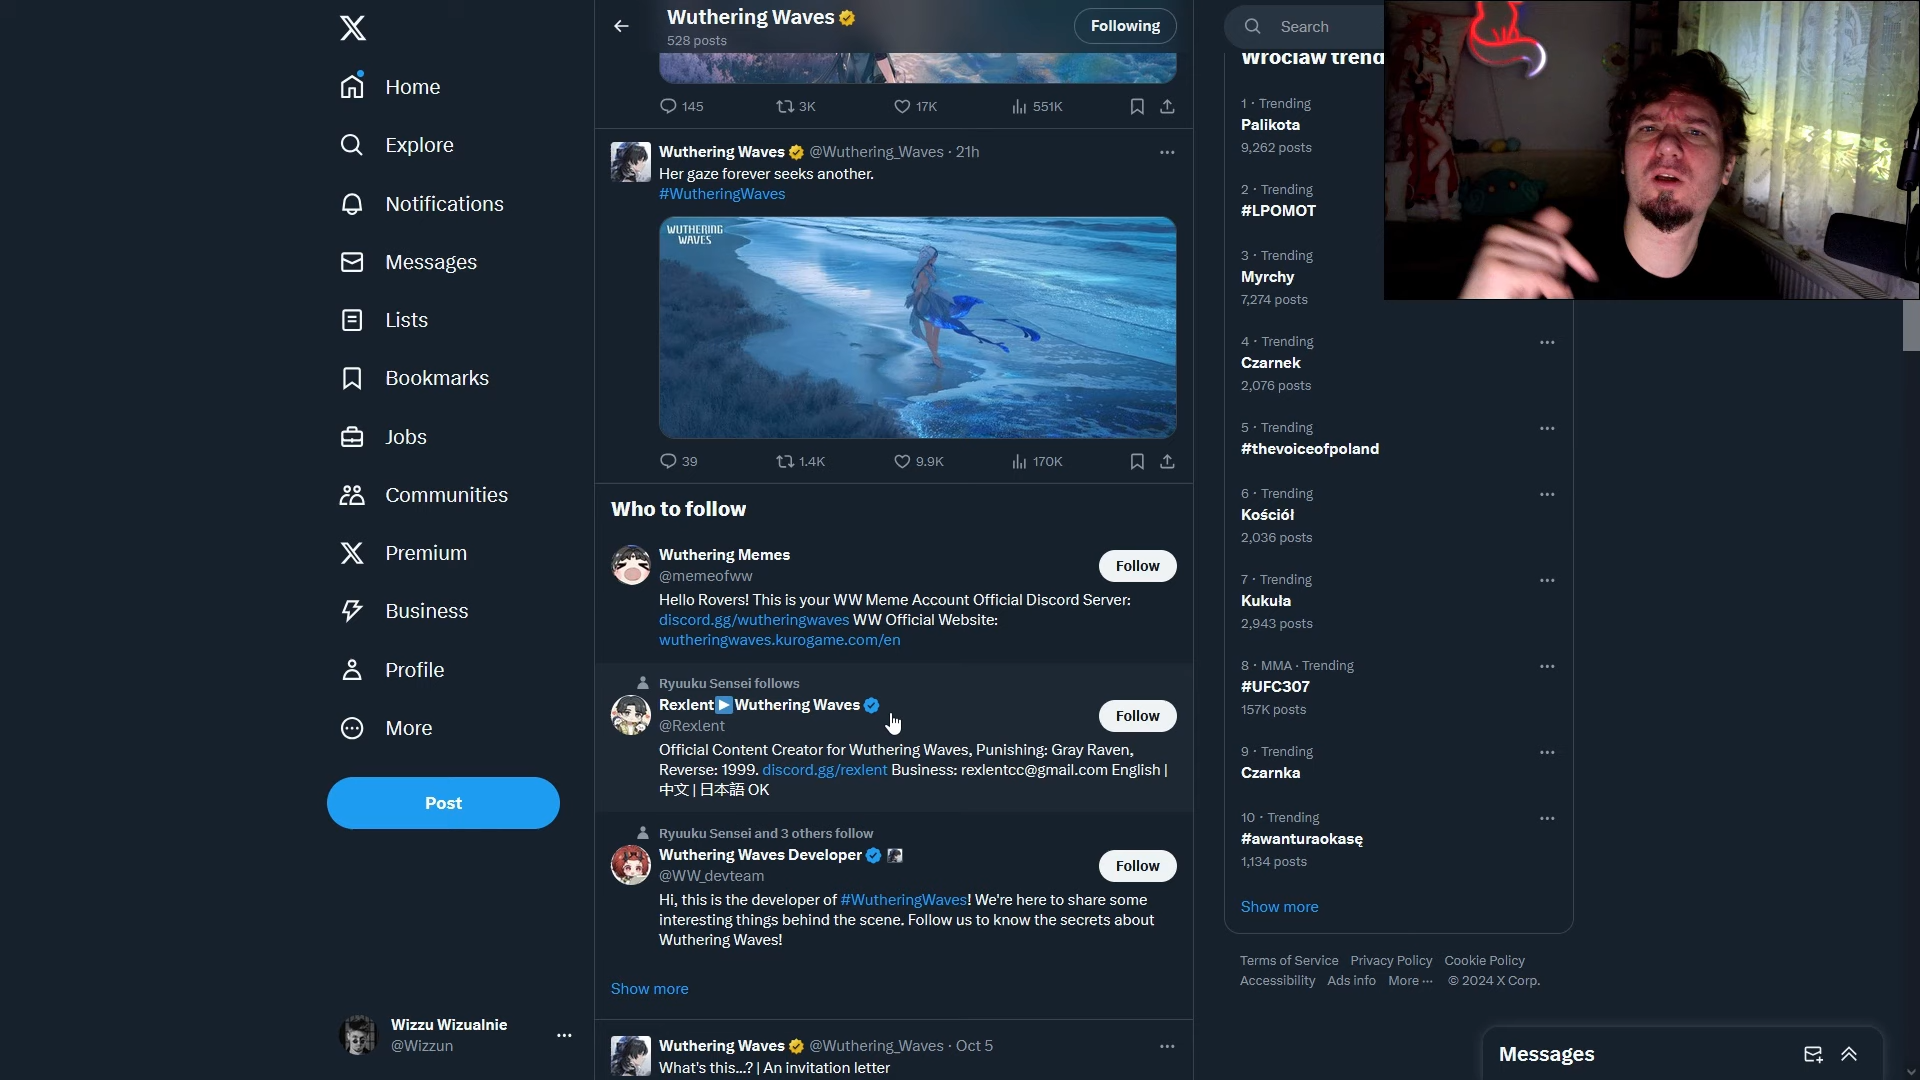 Home
Explore
Notifications
Messages
Lists
Bookmarks
Jobs
Communities
Premium
Business
Profile
More
Post
Wizzu Wizualnie
@Wizzun
Wuthering Waves
528 posts
Following
145 3K 17K 551K
Wuthering Waves @Wuthering_Waves · 21h
Her gaze forever seeks another.
#WutheringWaves
WUTHERING
WAVES
39 1.4K 9.9K 170K
Who to follow
Wuthering Memes
@memeofww
Follow
Hello Rovers! This is your WW Meme Account Official Discord Server:
discord.gg/wutheringwaves WW Official Website:
wutheringwaves.kurogame.com/en
Ryuuku Sensei follows
Rexlent▶Wuthering Waves
@Rexlent
Follow
Official Content Creator for Wuthering Waves, Punishing: Gray Raven,
Reverse: 1999. discord.gg/rexlent Business: rexlentcc@gmail.com English |
中文 | 日本語 OK
Ryuuku Sensei and 3 others follow
Wuthering Waves Developer
@WW_devteam
Follow
Hi, this is the developer of #WutheringWaves! We're here to share some
interesting things behind the scene. Follow us to know the secrets about
Wuthering Waves!
Show more
Wuthering Waves @Wuthering_Waves · Oct 5
What's this...? | An invitation letter
Search
Wrocław trend
1 · Trending
Palikota
9,262 posts
2 · Trending
#LPOMOT
3 · Trending
Myrchy
7,274 posts
4 · Trending
Czarnek
2,076 posts
5 · Trending
#thevoiceofpoland
6 · Trending
Kościół
2,036 posts
7 · Trending
Kukuła
2,943 posts
8 · MMA · Trending
#UFC307
157K posts
9 · Trending
Czarnka
10 · Trending
#awanturaokasę
1,134 posts
Show more
Terms of Service Privacy Policy Cookie Policy
Accessibility Ads info More ··· © 2024 X Corp.
Messages